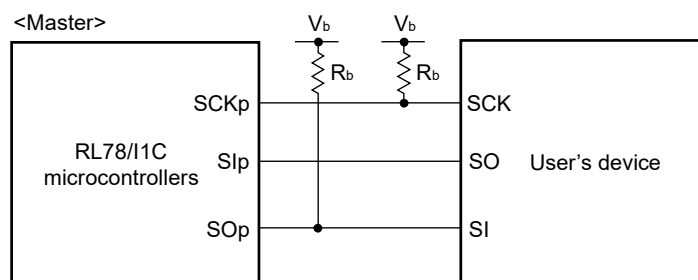 <Master>
Vb Vb
Rb Rb
SCKp SCK
RL78/I1C
microcontrollers
SIp SO
User's device
SOp SI